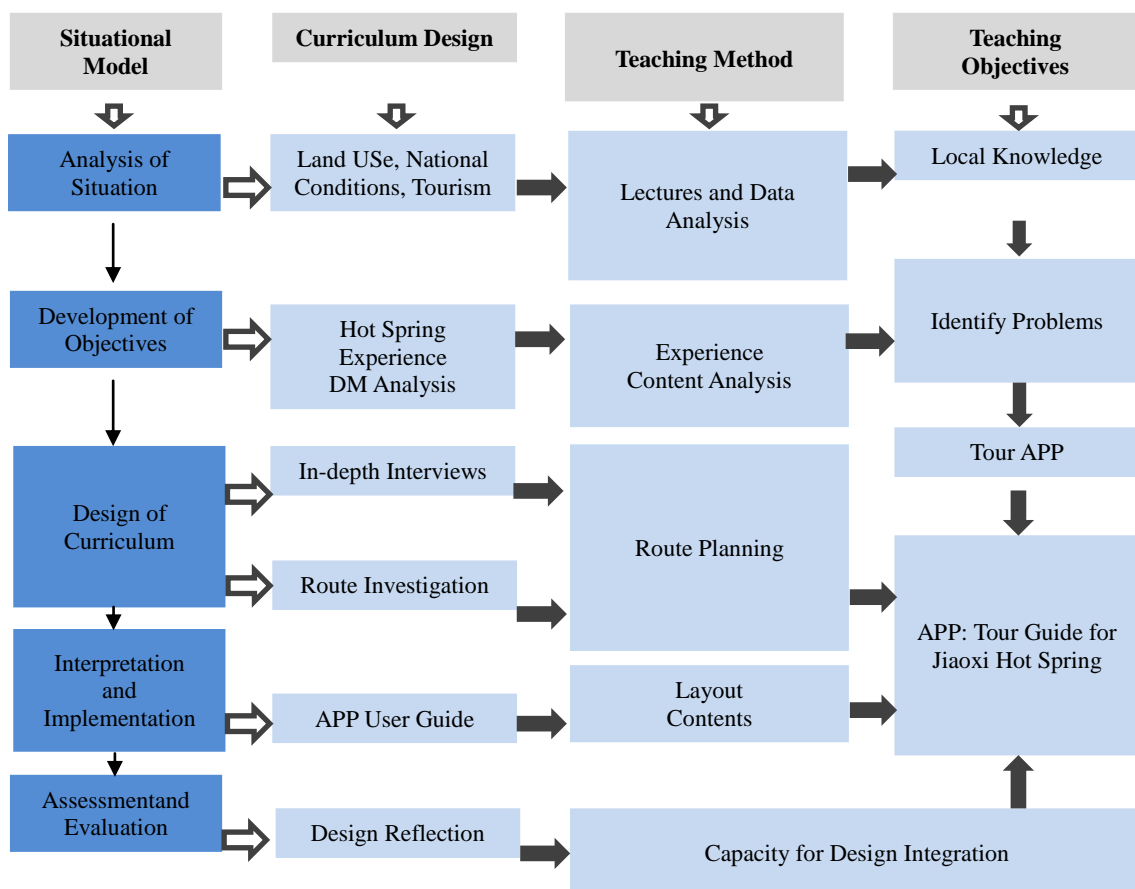 Situational
Model
Curriculum Design
Teaching Method
Teaching
Objectives
Analysis of
Situation
Land USe, National
Conditions, Tourism
Lectures and Data
Analysis
Local Knowledge
Development of
Objectives
Hot Spring
Experience
DM Analysis
Experience
Content Analysis
Identify Problems
Tour APP
Design of
Curriculum
In-depth Interviews
Route Investigation
Route Planning
APP: Tour Guide for
Jiaoxi Hot Spring
Interpretation
and
Implementation
APP User Guide
Layout
Contents
Assessmentand
Evaluation
Design Reflection
Capacity for Design Integration